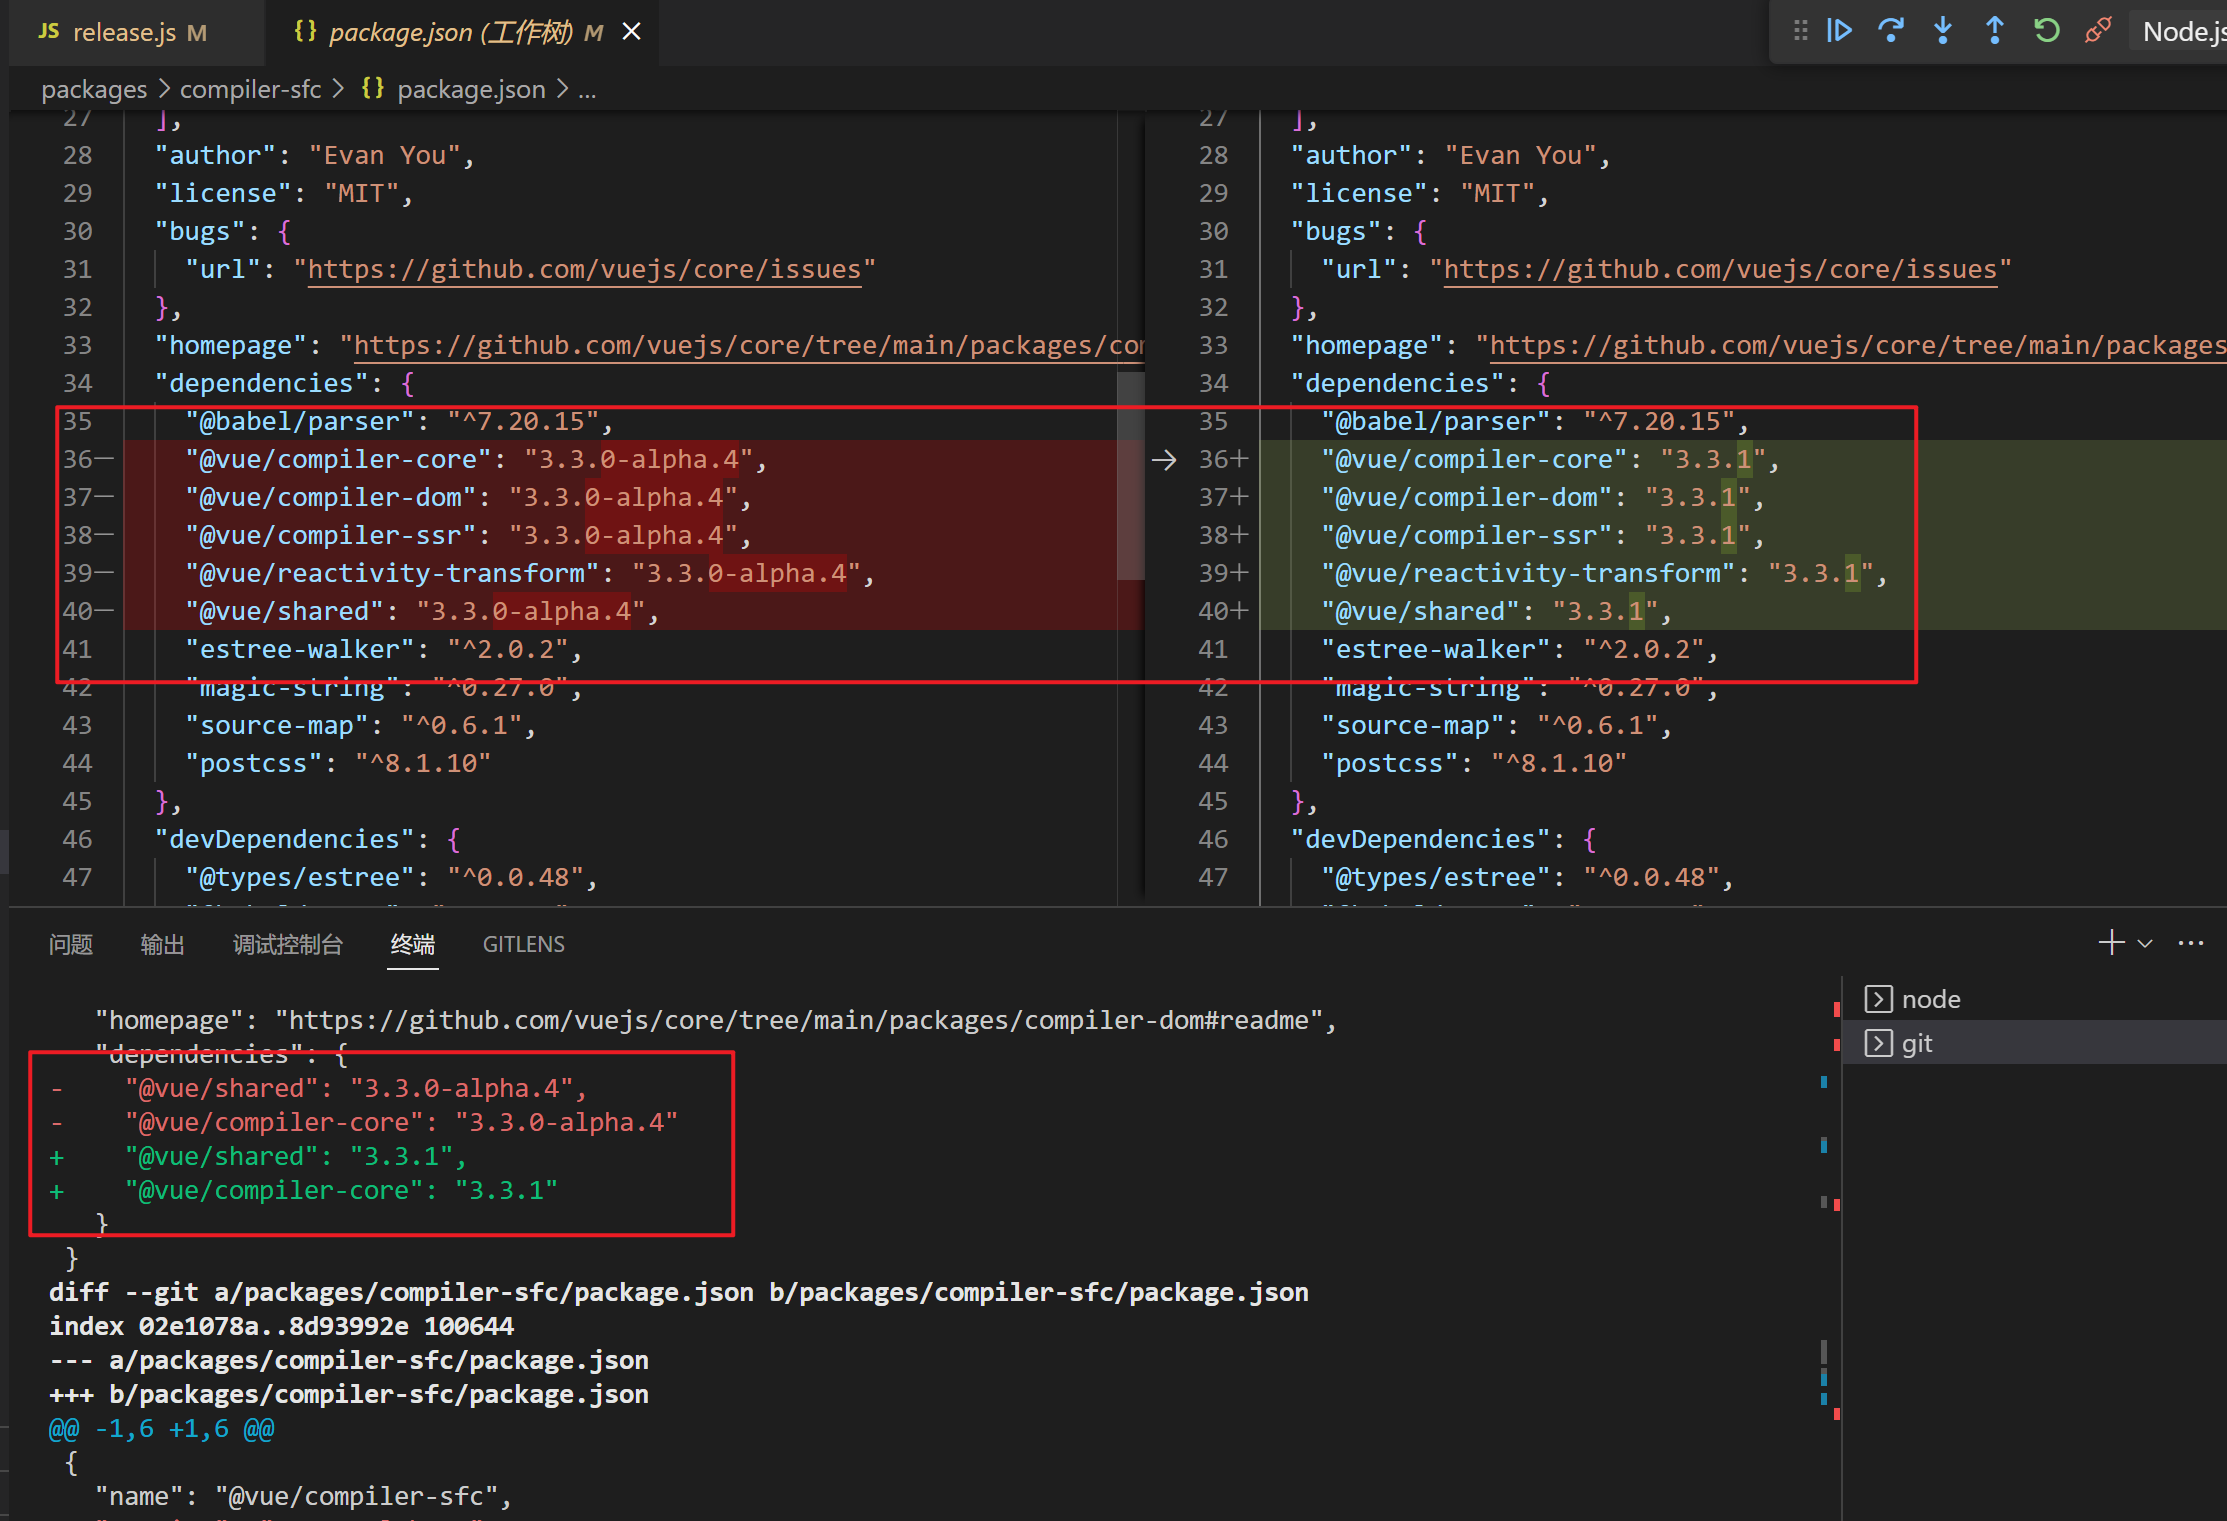 JS release.js M {} package.json (工作树) M
Node.js
packages > compiler-sfc > {} package.json > ...
27 ],
28 "author": "Evan You",
29 "license": "MIT",
30 "bugs": {
31 "url": "https://github.com/vuejs/core/issues"
32 },
33 "homepage": "https://github.com/vuejs/core/tree/main/packages/com
34 "dependencies": {
35 "@babel/parser": "^7.20.15",
36— "@vue/compiler-core": "3.3.0-alpha.4",
37— "@vue/compiler-dom": "3.3.0-alpha.4",
38— "@vue/compiler-ssr": "3.3.0-alpha.4",
39— "@vue/reactivity-transform": "3.3.0-alpha.4",
40— "@vue/shared": "3.3.0-alpha.4",
41 "estree-walker": "^2.0.2",
42 "magic-string": "^0.27.0",
43 "source-map": "^0.6.1",
44 "postcss": "^8.1.10"
45 },
46 "devDependencies": {
47 "@types/estree": "^0.0.48",
27 ],
28 "author": "Evan You",
29 "license": "MIT",
30 "bugs": {
31 "url": "https://github.com/vuejs/core/issues"
32 },
33 "homepage": "https://github.com/vuejs/core/tree/main/packages
34 "dependencies": {
35 "@babel/parser": "^7.20.15",
36+ "@vue/compiler-core": "3.3.1",
37+ "@vue/compiler-dom": "3.3.1",
38+ "@vue/compiler-ssr": "3.3.1",
39+ "@vue/reactivity-transform": "3.3.1",
40+ "@vue/shared": "3.3.1",
41 "estree-walker": "^2.0.2",
42 "magic-string": "^0.27.0",
43 "source-map": "^0.6.1",
44 "postcss": "^8.1.10"
45 },
46 "devDependencies": {
47 "@types/estree": "^0.0.48",
问题 输出 调试控制台 终端 GITLENS
"homepage": "https://github.com/vuejs/core/tree/main/packages/compiler-dom#readme",
"dependencies": {
- "@vue/shared": "3.3.0-alpha.4",
- "@vue/compiler-core": "3.3.0-alpha.4"
+ "@vue/shared": "3.3.1",
+ "@vue/compiler-core": "3.3.1"
}
}
diff --git a/packages/compiler-sfc/package.json b/packages/compiler-sfc/package.json
index 02e1078a..8d93992e 100644
--- a/packages/compiler-sfc/package.json
+++ b/packages/compiler-sfc/package.json
@@ -1,6 +1,6 @@
{
"name": "@vue/compiler-sfc",
node
git